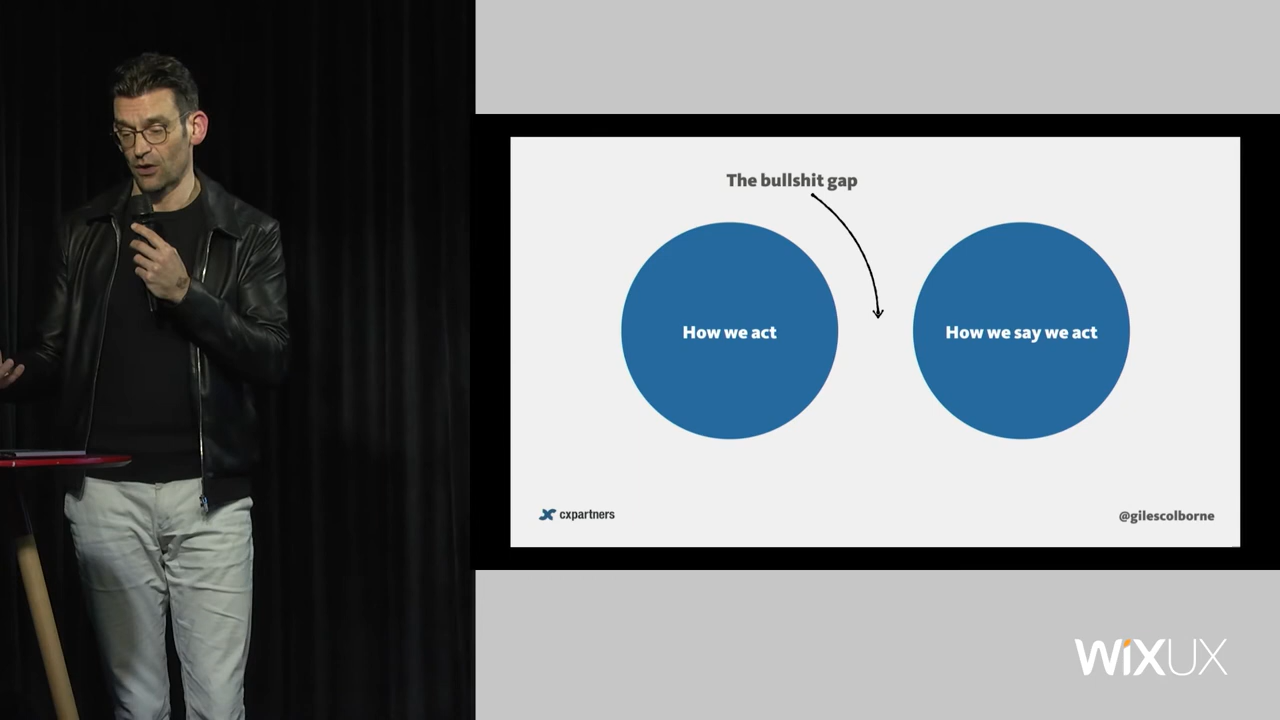 The bullshit gap
How we act
How we say we act
cxpartners
@gilescolborne
WiXUX